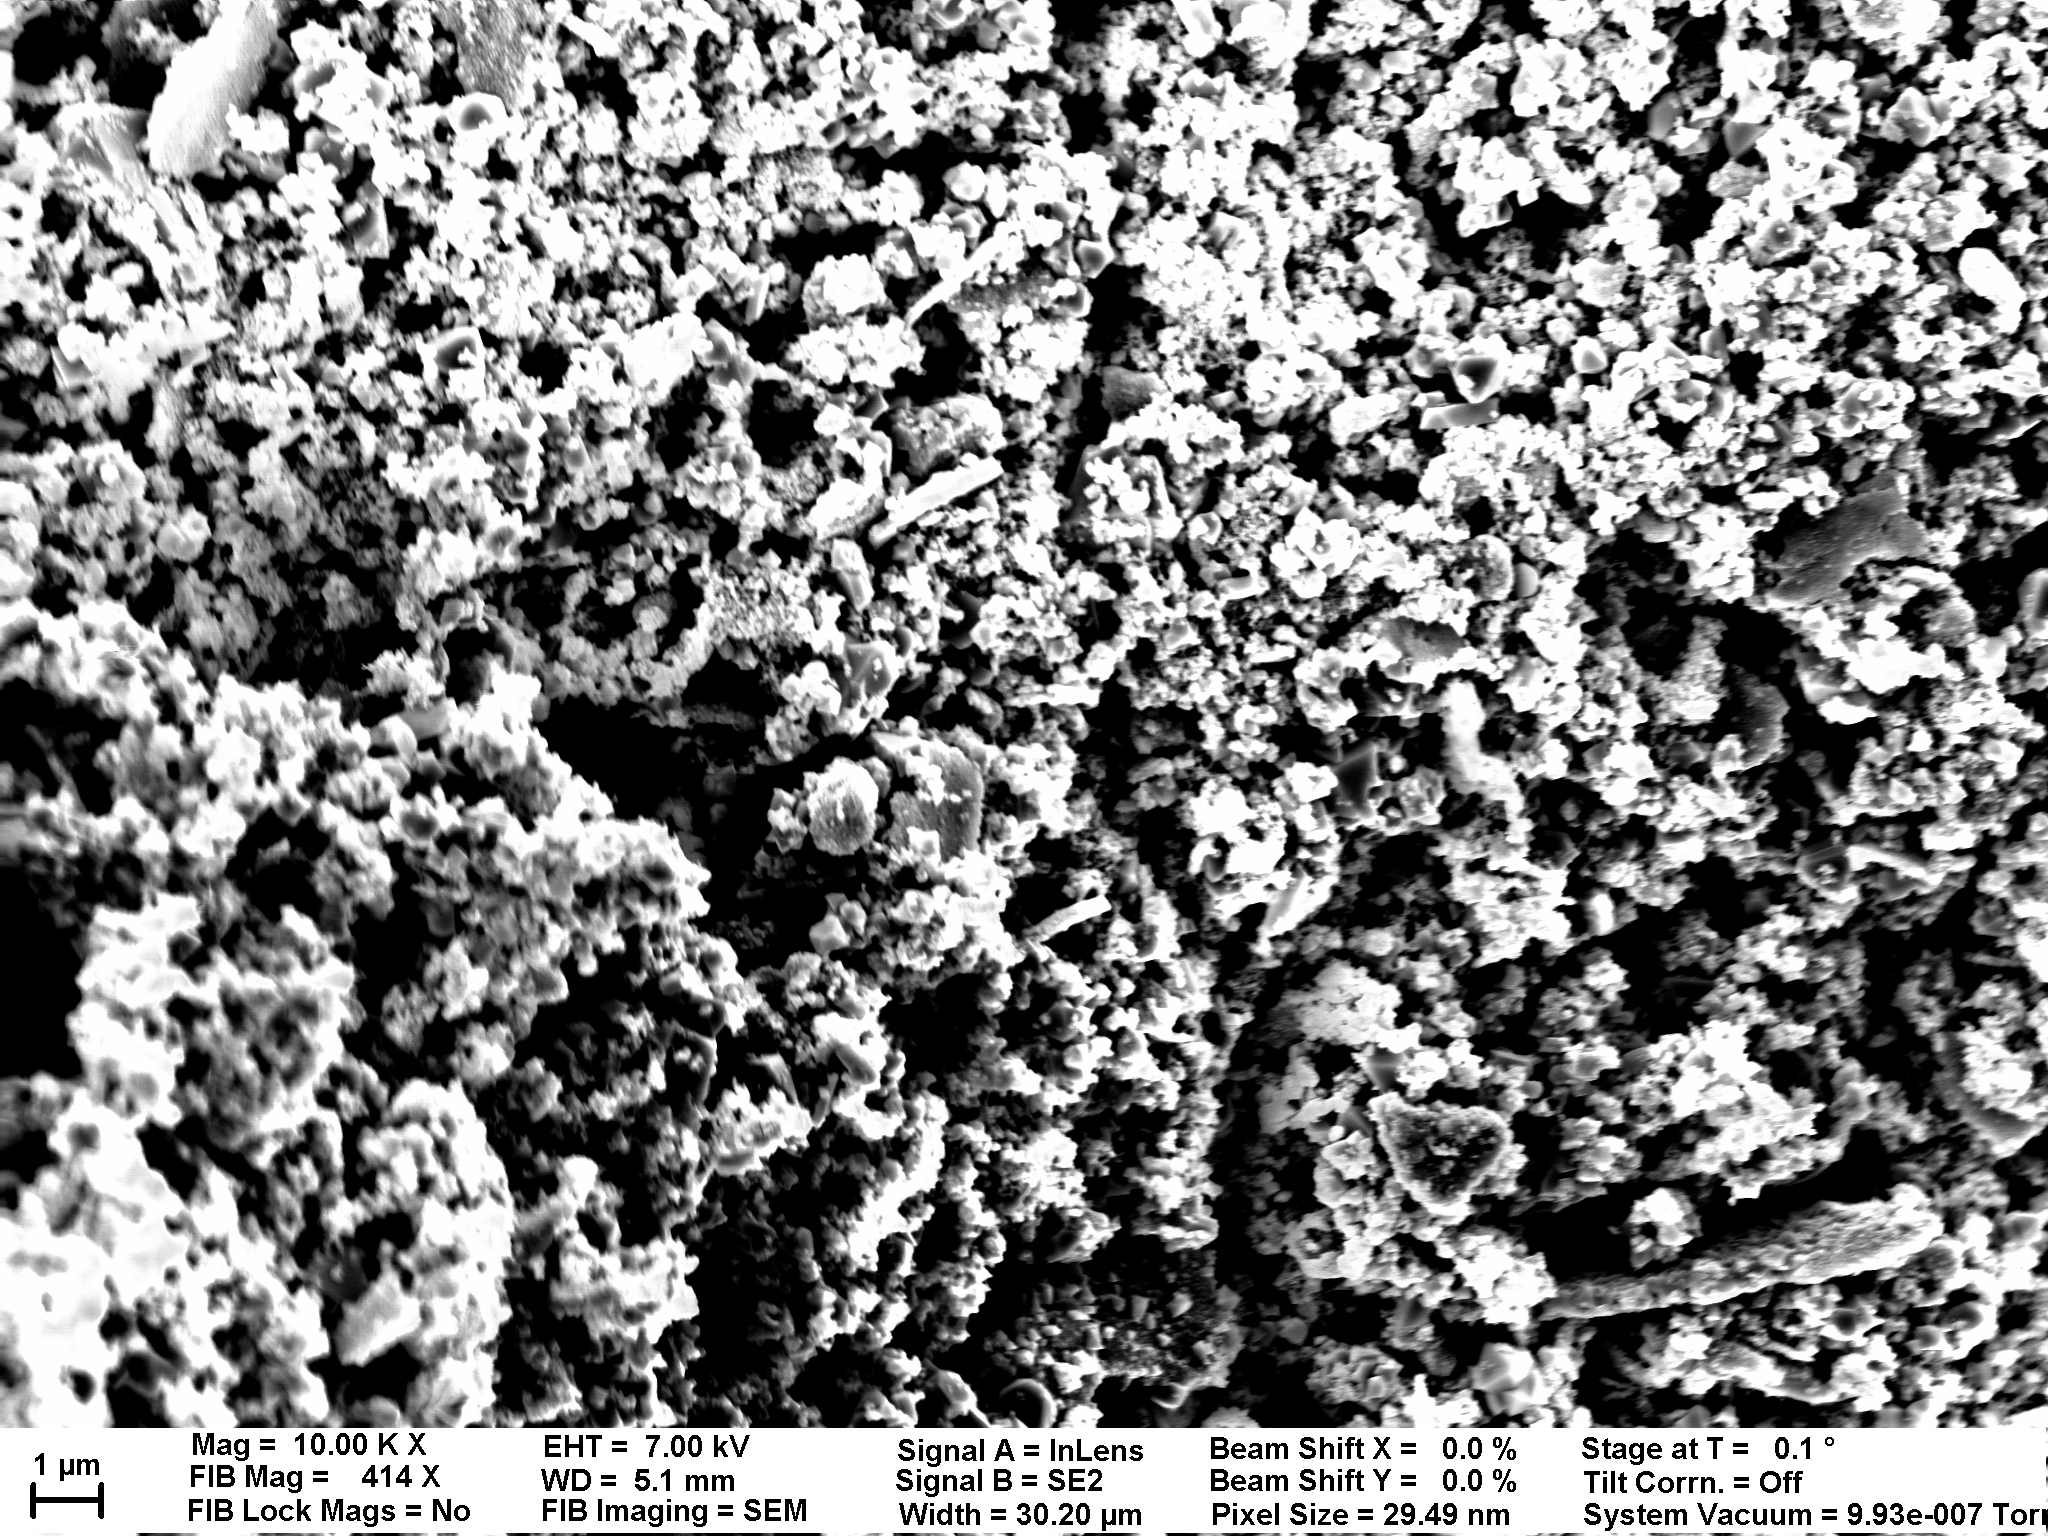 1 µm
Mag = 10.00 K X
FIB Mag = 414 X
FIB Lock Mags = No
EHT = 7.00 kV
WD = 5.1 mm
FIB Imaging = SEM
Signal A = InLens
Signal B = SE2
Width = 30.20 µm
Beam Shift X = 0.0 %
Beam Shift Y = 0.0 %
Pixel Size = 29.49 nm
Stage at T = 0.1 °
Tilt Corrn. = Off
System Vacuum = 9.93e-007 Torr